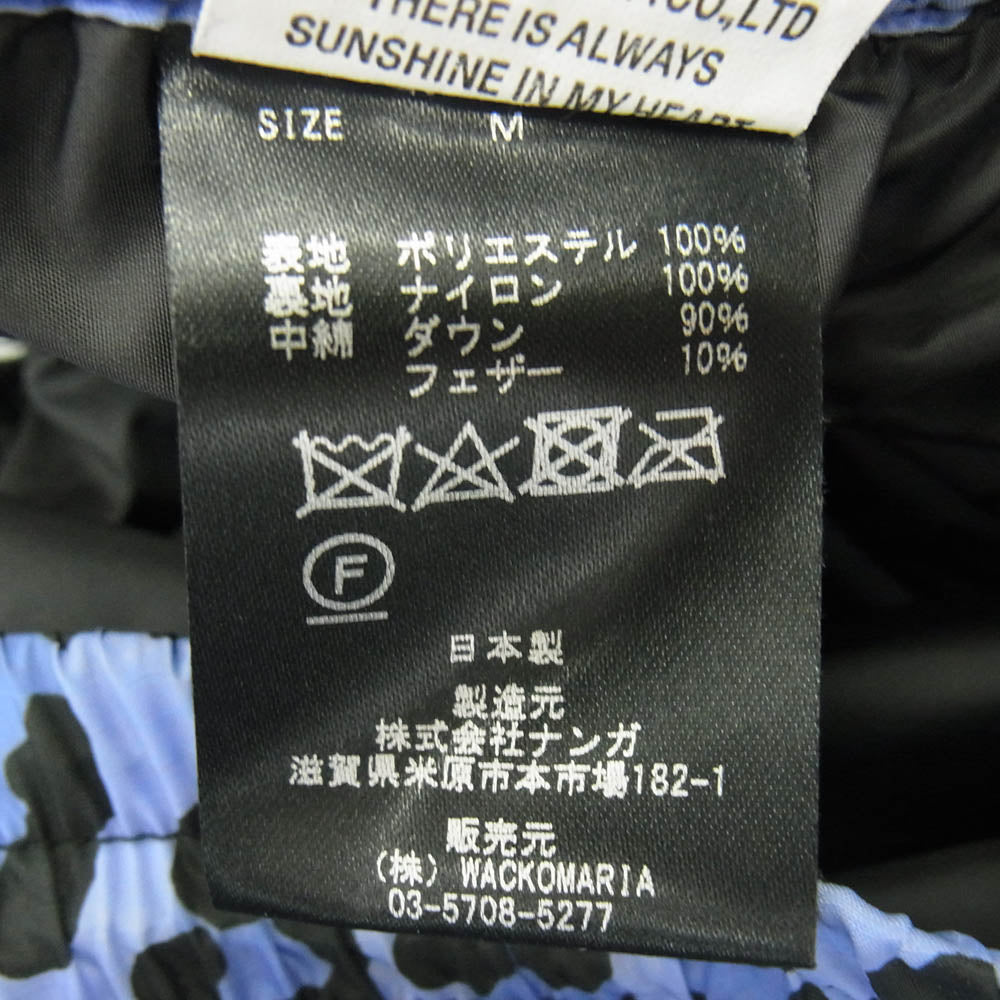 CO.,LTD
THERE IS ALWAYS
SUNSHINE IN MY HEART
SIZE M
表地 ポリエステル 100%
裏地 ナイロン 100%
中綿 ダウン 90%
フェザー 10%
F
日本製
製造元
株式会社ナンガ
滋賀県米原市本市場182-1
販売元
(株) WACKOMARIA
03-5708-5277